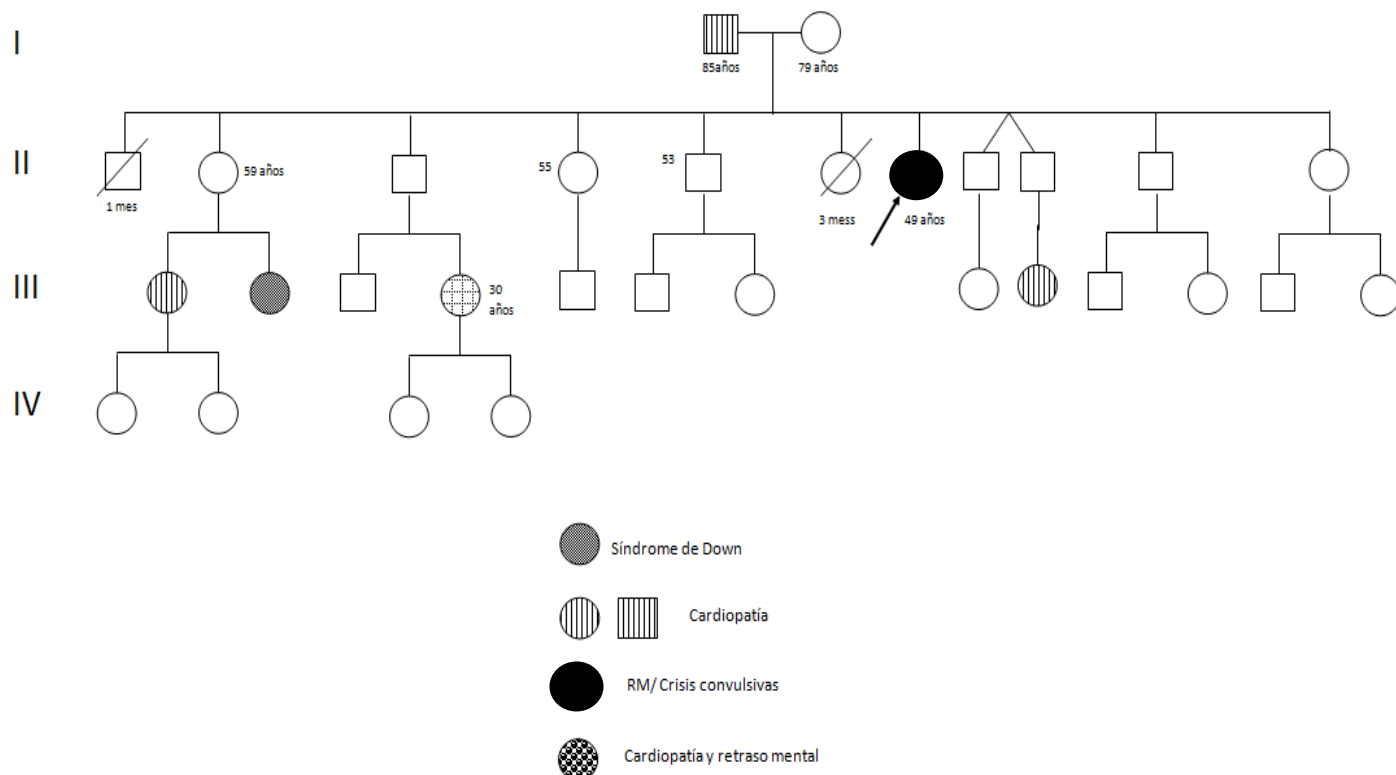 I
85años
79 años
II
59 años
55
53
1 mes
3 mess
49 años
III
30
años
IV
Síndrome de Down
Cardiopatía
RM/ Crisis convulsivas
Cardiopatía y retraso mental